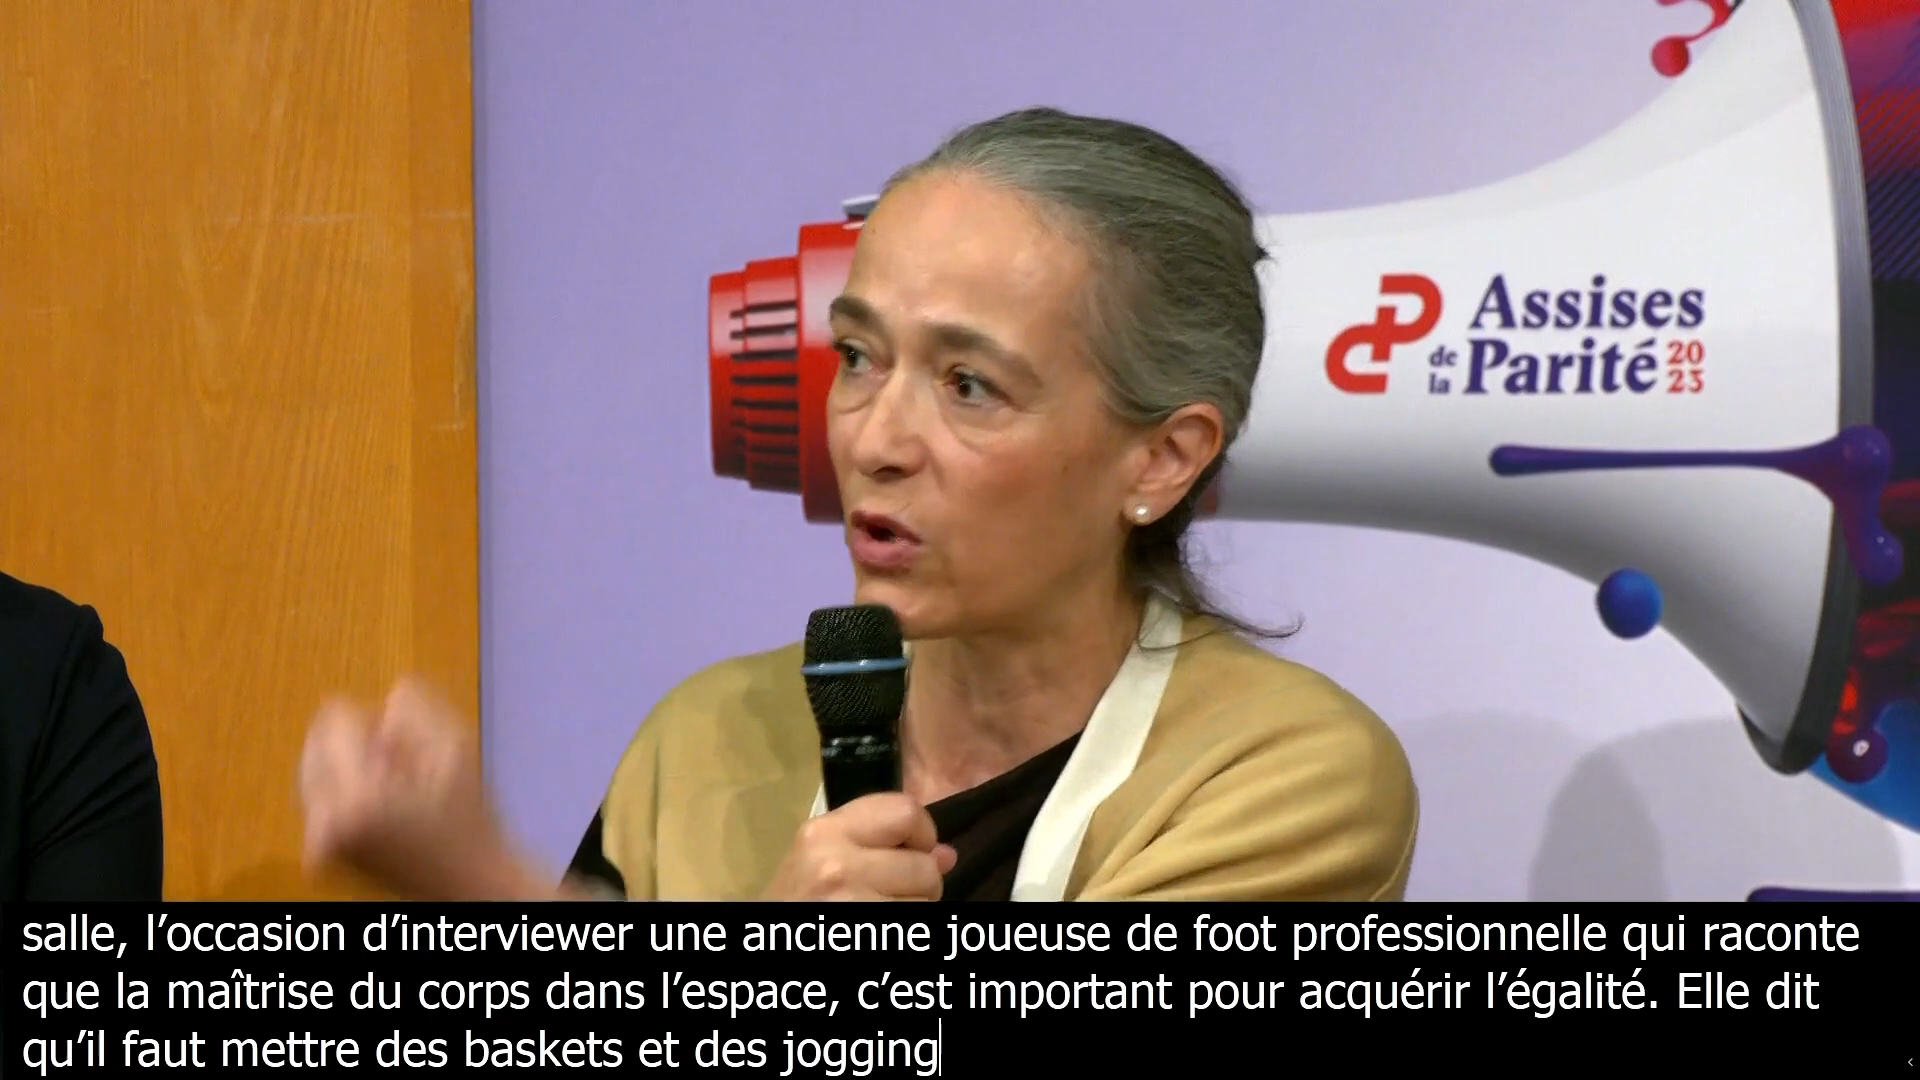 Assises
de la Parité 20 23
salle, l’occasion d’interviewer une ancienne joueuse de foot professionnelle qui raconte
que la maîtrise du corps dans l’espace, c’est important pour acquérir l’égalité. Elle dit
qu’il faut mettre des baskets et des jogging